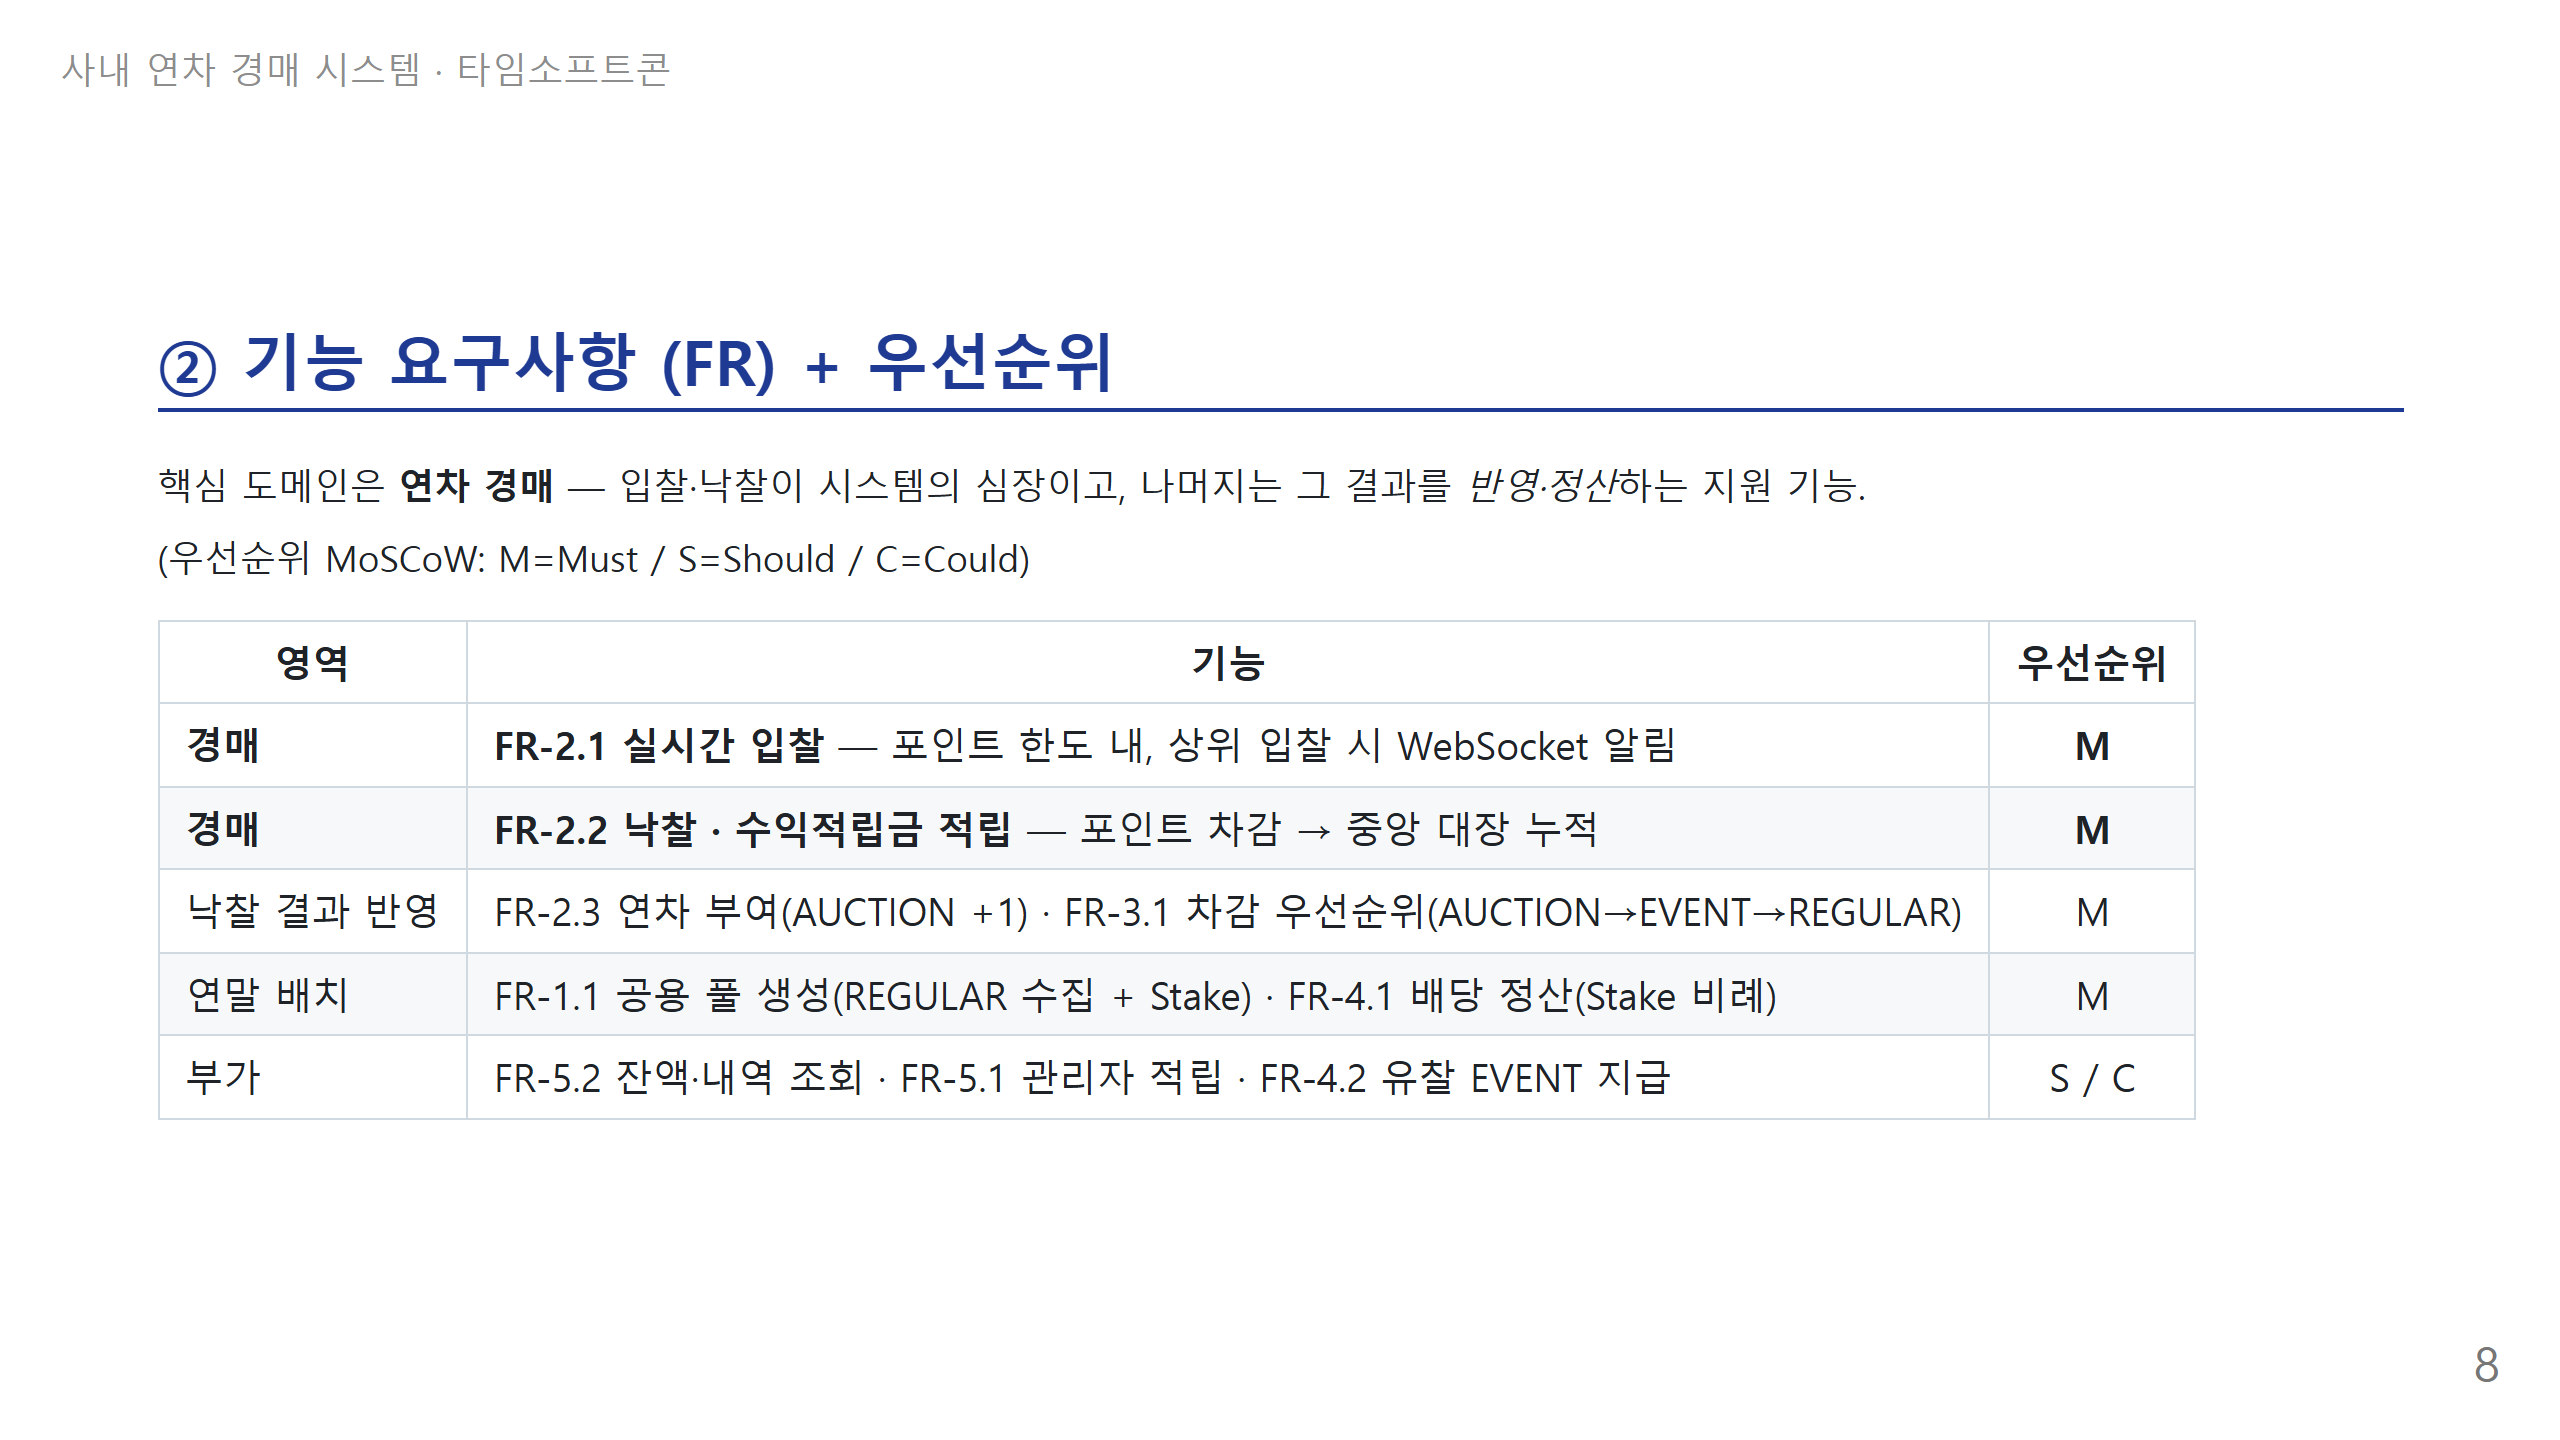 사내 연차 경매 시스템 · 타임소프트콘
② 기능 요구사항 (FR) + 우선순위
핵심 도메인은 연차 경매 — 입찰·낙찰이 시스템의 심장이고, 나머지는 그 결과를 반영·정산하는 지원 기능.
(우선순위 MoSCoW: M=Must / S=Should / C=Could)
영역 기능 우선순위
경매 FR-2.1 실시간 입찰 — 포인트 한도 내, 상위 입찰 시 WebSocket 알림 M
경매 FR-2.2 낙찰 · 수익적립금 적립 — 포인트 차감 → 중앙 대장 누적 M
낙찰 결과 반영 FR-2.3 연차 부여(AUCTION +1) · FR-3.1 차감 우선순위(AUCTION→EVENT→REGULAR) M
연말 배치 FR-1.1 공용 풀 생성(REGULAR 수집 + Stake) · FR-4.1 배당 정산(Stake 비례) M
부가 FR-5.2 잔액·내역 조회 · FR-5.1 관리자 적립 · FR-4.2 유찰 EVENT 지급 S / C
8